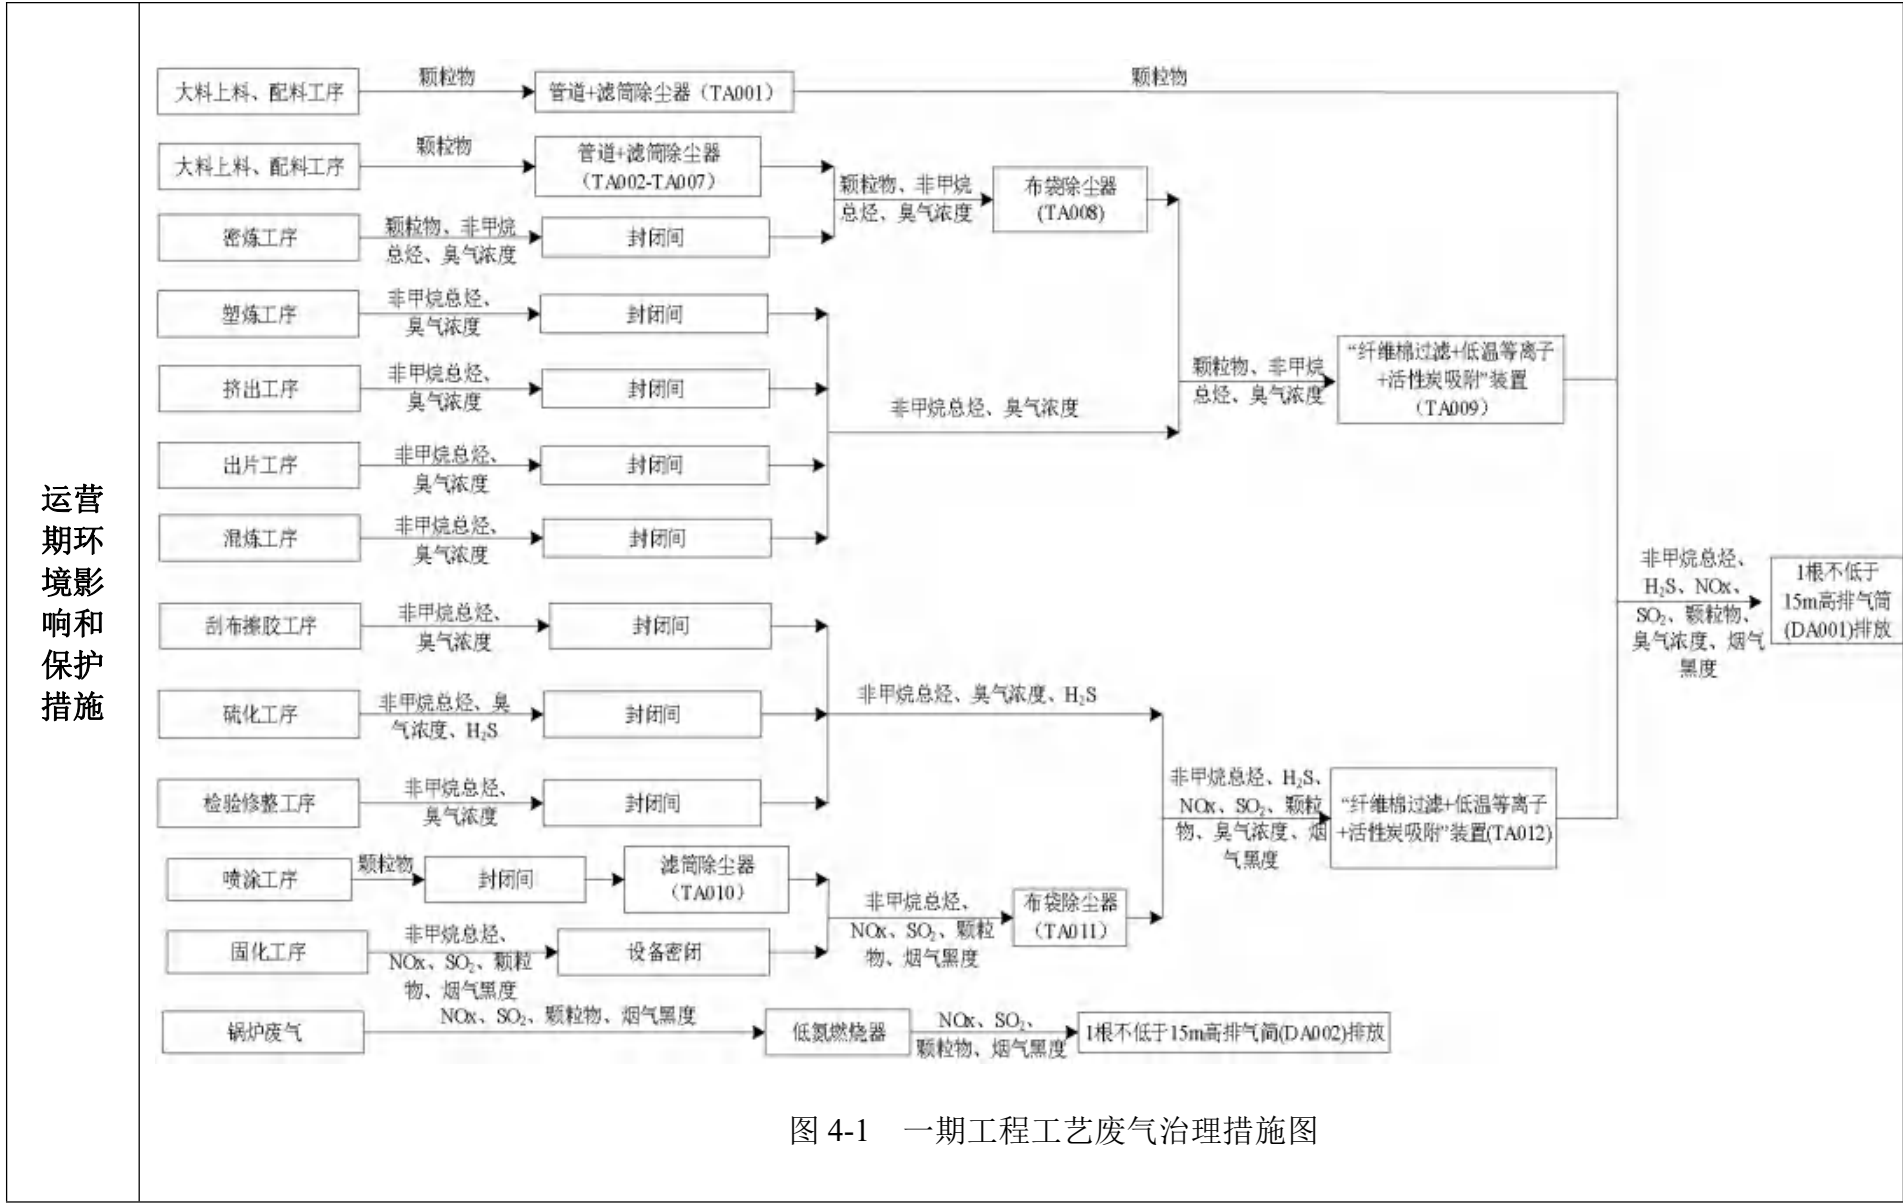 运营
期环
境影
响和
保护
措施
大料上料、配料工序
颗粒物
管道+滤筒除尘器（TA001）
颗粒物
大料上料、配料工序
颗粒物
管道+滤筒除尘器
（TA002-TA007）
密炼工序
颗粒物、非甲烷
总烃、臭气浓度
封闭间
颗粒物、非甲烷
总烃、臭气浓度
布袋除尘器
(TA008)
塑炼工序
非甲烷总烃、
臭气浓度
封闭间
挤出工序
非甲烷总烃、
臭气浓度
封闭间
出片工序
非甲烷总烃、
臭气浓度
封闭间
混炼工序
非甲烷总烃、
臭气浓度
封闭间
非甲烷总烃、臭气浓度
颗粒物、非甲烷
总烃、臭气浓度
“纤维棉过滤+低温等离子
+活性炭吸附”装置
（TA009）
刮布擦胶工序
非甲烷总烃、
臭气浓度
封闭间
硫化工序
非甲烷总烃、臭
气浓度、H₂S
封闭间
检验修整工序
非甲烷总烃、
臭气浓度
封闭间
非甲烷总烃、臭气浓度、H₂S
喷涂工序
颗粒物
封闭间
滤筒除尘器
（TA010）
固化工序
非甲烷总烃、
NOx、SO₂、颗粒
物、烟气黑度
设备密闭
非甲烷总烃、
NOx、SO₂、颗粒
物、烟气黑度
布袋除尘器
（TA011）
非甲烷总烃、H₂S、
NOx、SO₂、颗粒
物、臭气浓度、烟
气黑度
“纤维棉过滤+低温等离子
+活性炭吸附”装置(TA012)
非甲烷总烃、
H₂S、NOx、
SO₂、颗粒物、
臭气浓度、烟气
黑度
1根不低于
15m高排气筒
(DA001)排放
锅炉废气
NOx、SO₂、颗粒物、烟气黑度
低氮燃烧器
NOx、SO₂、
颗粒物、烟气黑度
1根不低于15m高排气筒(DA002)排放
图 4-1 一期工程工艺废气治理措施图